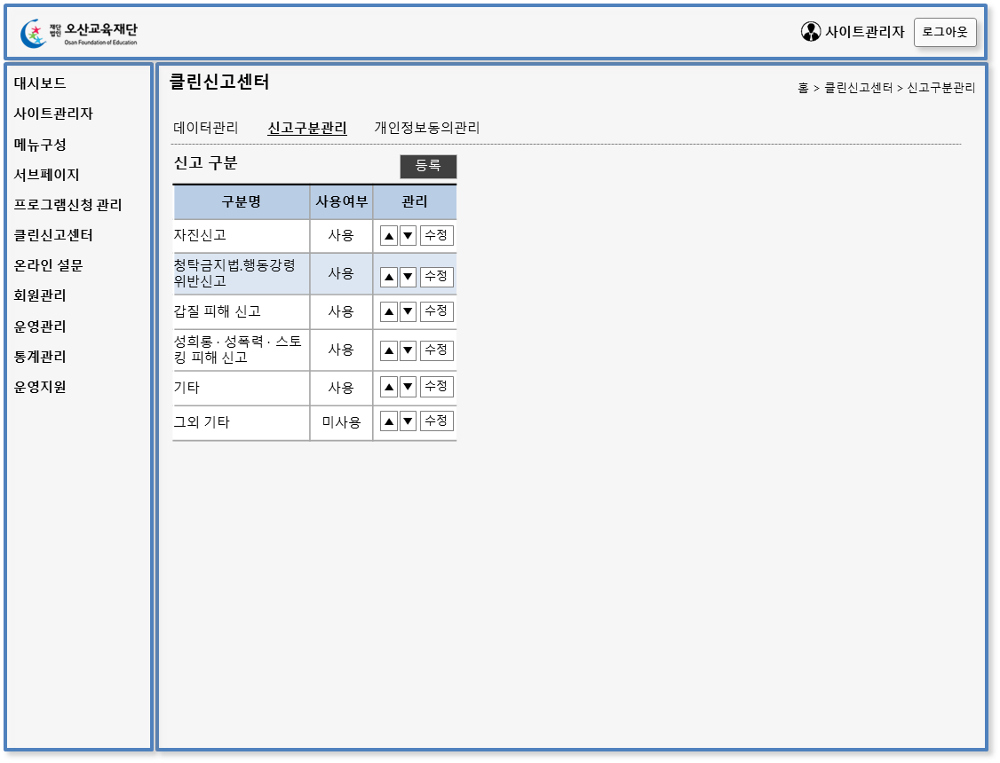 재단법인 오산교육재단
Osan Foundation of Education
사이트관리자 로그아웃
대시보드
사이트관리자
메뉴구성
서브페이지
프로그램신청 관리
클린신고센터
온라인 설문
회원관리
운영관리
통계관리
운영지원
클린신고센터
홈 > 클린신고센터 > 신고구분관리
데이터관리 신고구분관리 개인정보동의관리
신고 구분 등록
구분명 사용여부 관리
자진신고 사용 ▲ ▼ 수정
청탁금지법.행동강령
위반신고 사용 ▲ ▼ 수정
갑질 피해 신고 사용 ▲ ▼ 수정
성희롱 · 성폭력 · 스토
킹 피해 신고 사용 ▲ ▼ 수정
기타 사용 ▲ ▼ 수정
그외 기타 미사용 ▲ ▼ 수정